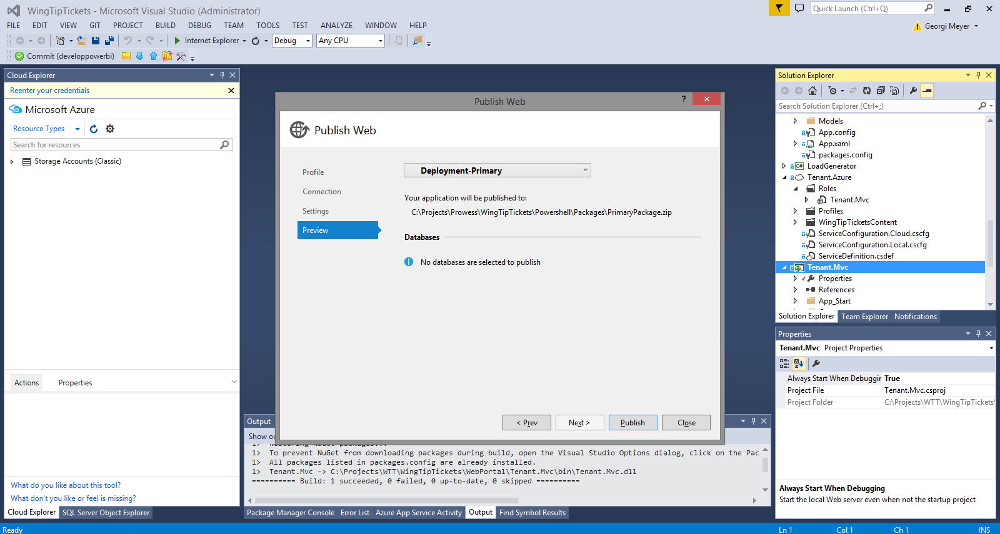 WingTipTickets - Microsoft Visual Studio (Administrator)
Quick Launch (Ctrl+Q)
FILE EDIT VIEW GIT PROJECT BUILD DEBUG TEAM TOOLS TEST ANALYZE WINDOW HELP
Georgi Meyer
Internet Explorer Debug Any CPU
Commit (developpowerbi)
Cloud Explorer
Reenter your credentials
Microsoft Azure
Resource Types
Search for resources
Storage Accounts (Classic)
Actions Properties
What do you like about this tool?
What don't you like or feel is missing?
Cloud Explorer SQL Server Object Explorer
Publish Web
?
Publish Web
Profile
Connection
Settings
Preview
Deployment-Primary
Your application will be published to:
C:\Projects\Prowess\WingTipTickets\Powershell\Packages\PrimaryPackage.zip
Databases
No databases are selected to publish
< Prev Next > Publish Close
Output
Show ou
1> Restoring NuGet packages...
1> To prevent NuGet from downloading packages during build, open the Visual Studio Options dialog, click on the Pac
1> All packages listed in packages.config are already installed.
1> Tenant.Mvc -> C:\Projects\WTT\WingTipTickets\WebPortal\Tenant.Mvc\bin\Tenant.Mvc.dll
========== Build: 1 succeeded, 0 failed, 0 up-to-date, 0 skipped ==========
Package Manager Console Error List Azure App Service Activity Output Find Symbol Results
Solution Explorer
Search Solution Explorer (Ctrl+;)
Models
App.config
App.xaml
packages.config
C# LoadGenerator
Tenant.Azure
Roles
Tenant.Mvc
Profiles
WingTipTicketsContent
ServiceConfiguration.Cloud.cscfg
ServiceConfiguration.Local.cscfg
ServiceDefinition.csdef
Tenant.Mvc
Properties
References
App_Start
Solution Explorer Team Explorer Notifications
Properties
Tenant.Mvc Project Properties
Always Start When Debuggin True
Project File Tenant.Mvc.csproj
Project Folder C:\Projects\WTT\WingTipTickets\
Always Start When Debugging
Start the local Web server even when not the startup project
Ready Ln 1 Col 1 Ch 1 INS